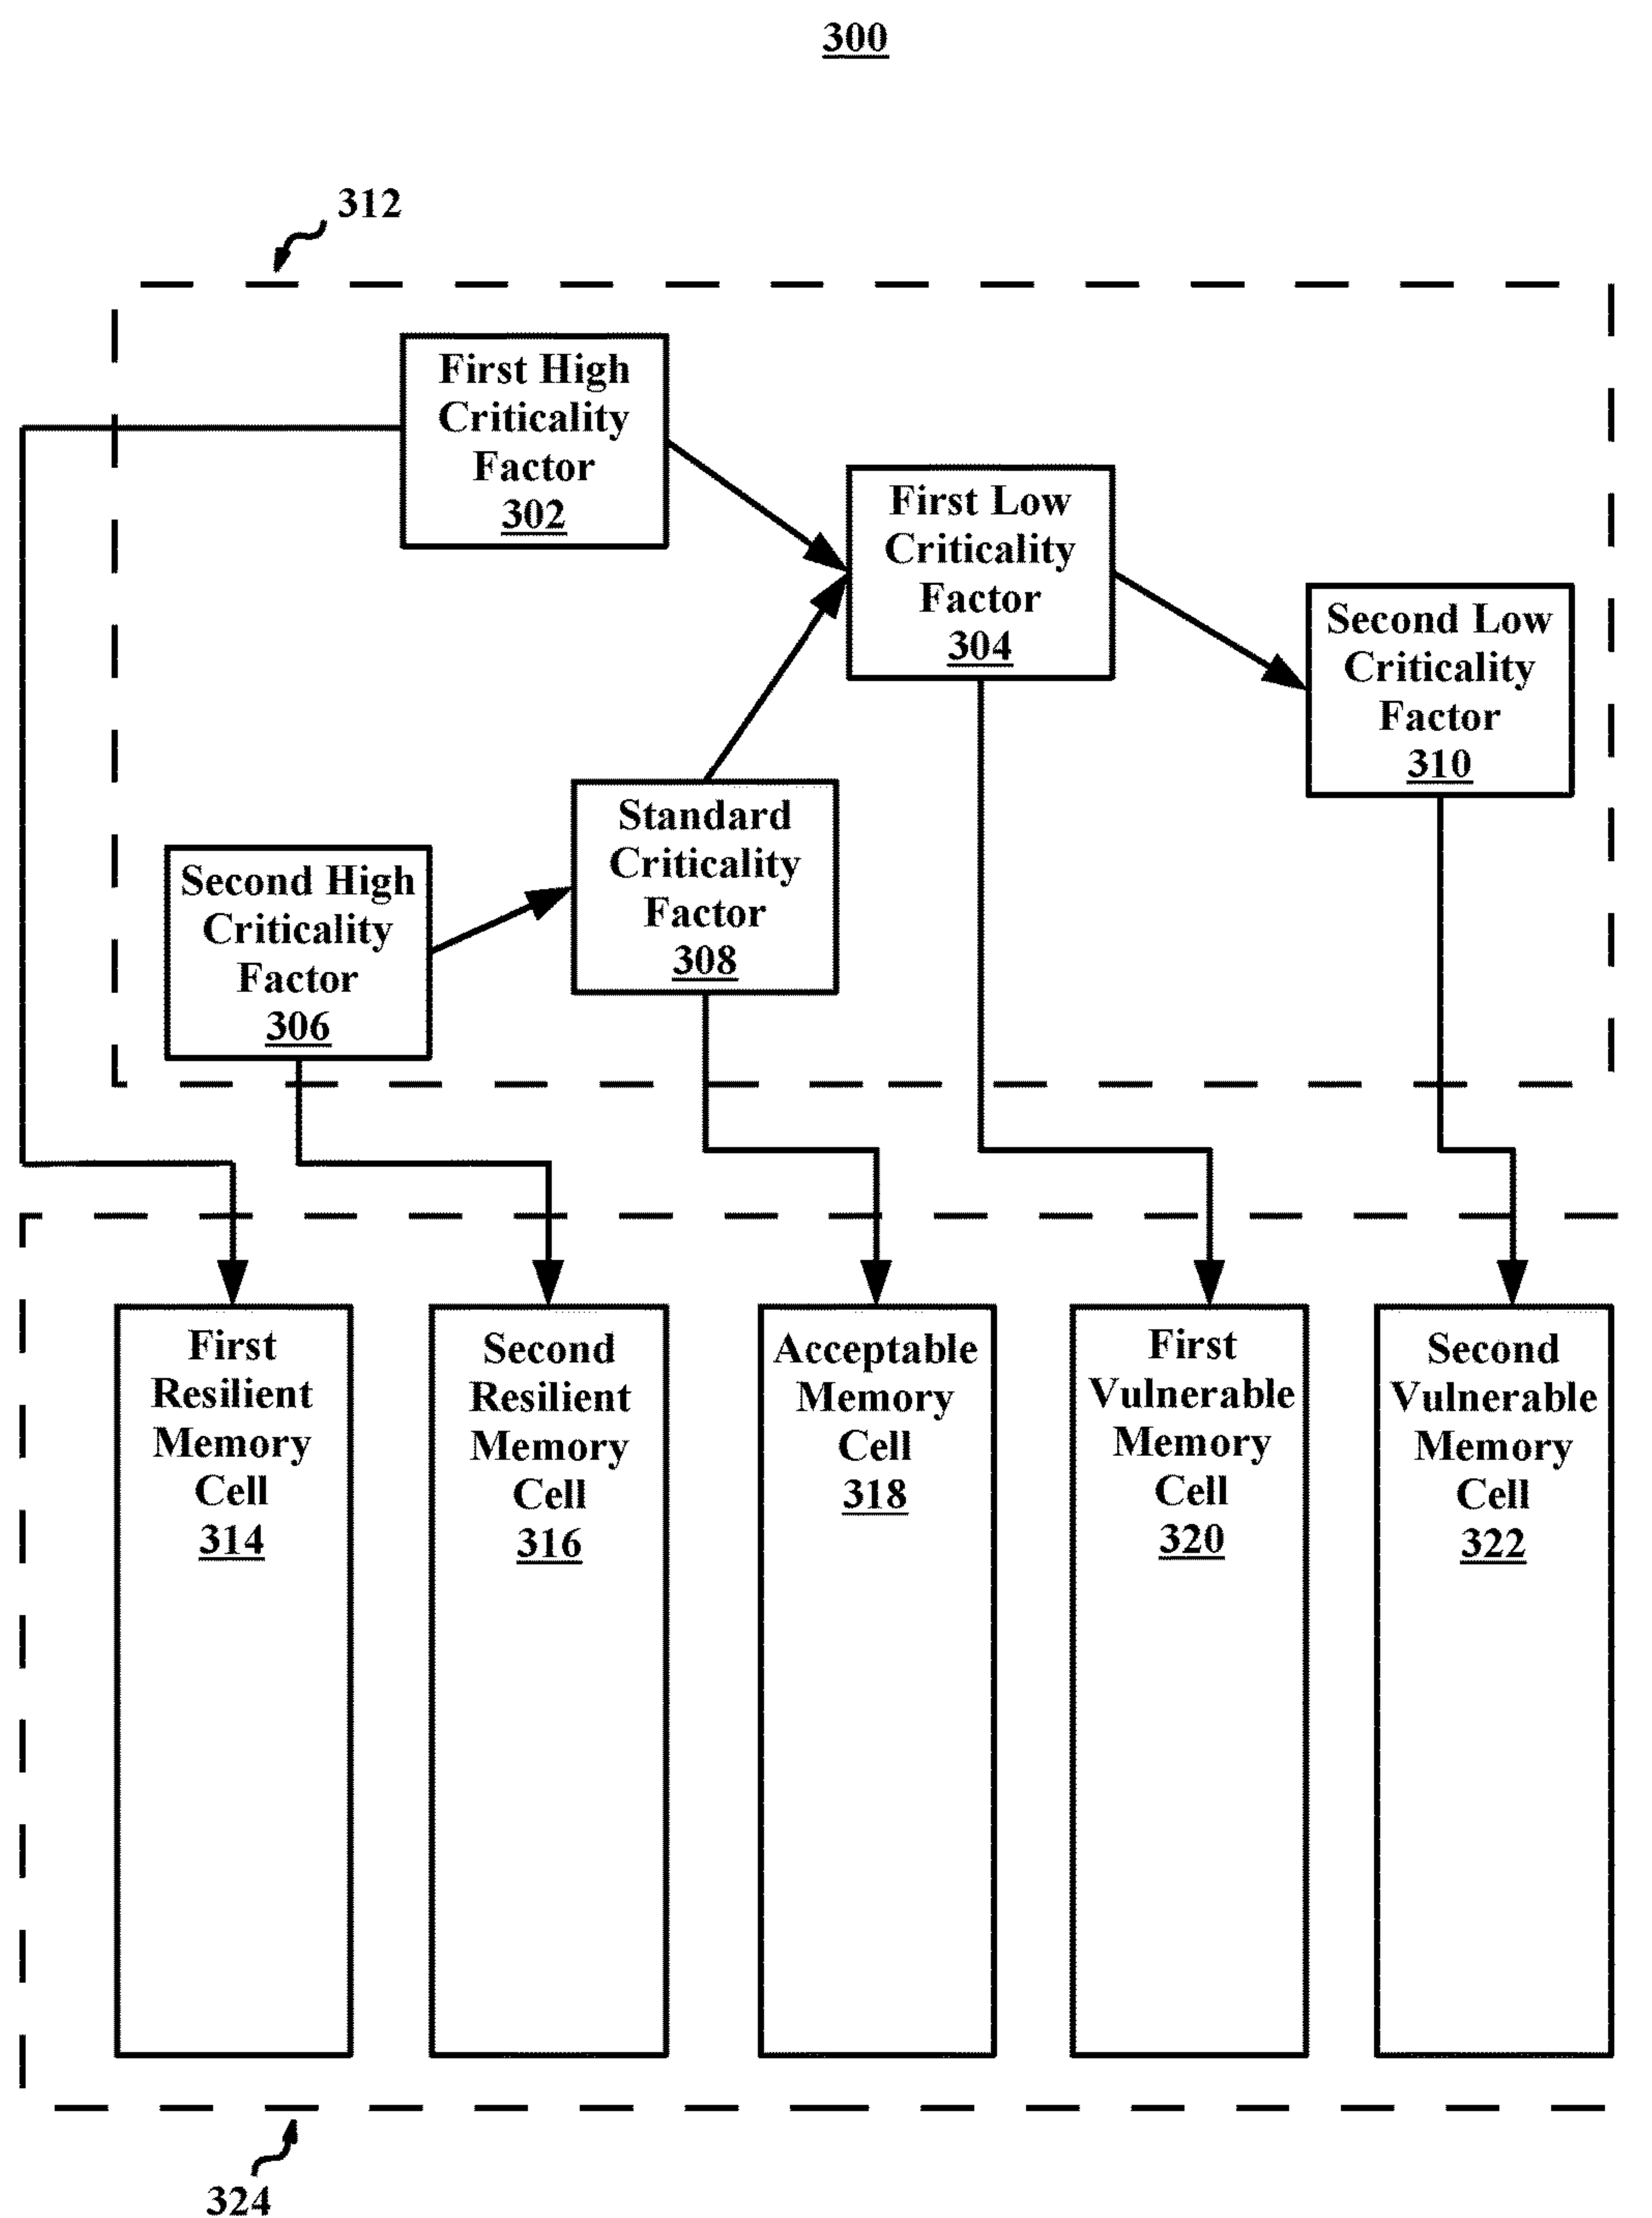 300
312
First High
Criticality
Factor
302
First Low
Criticality
Factor
304
Second Low
Criticality
Factor
310
Standard
Criticality
Factor
308
Second High
Criticality
Factor
306
First
Resilient
Memory
Cell
314
Second
Resilient
Memory
Cell
316
Acceptable
Memory
Cell
318
First
Vulnerable
Memory
Cell
320
Second
Vulnerable
Memory
Cell
322
324